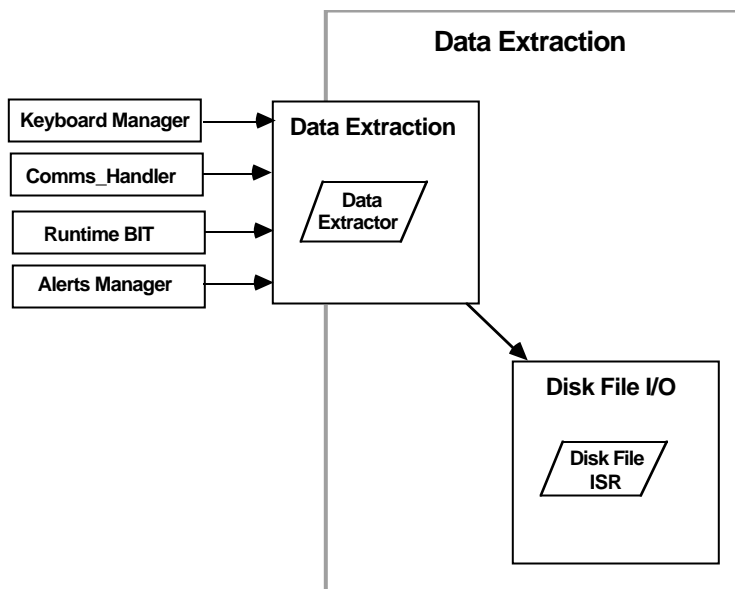 Data Extraction
Keyboard Manager
Comms_Handler
Runtime BIT
Alerts Manager
Data Extraction
Data
Extractor
Disk File I/O
Disk File
ISR